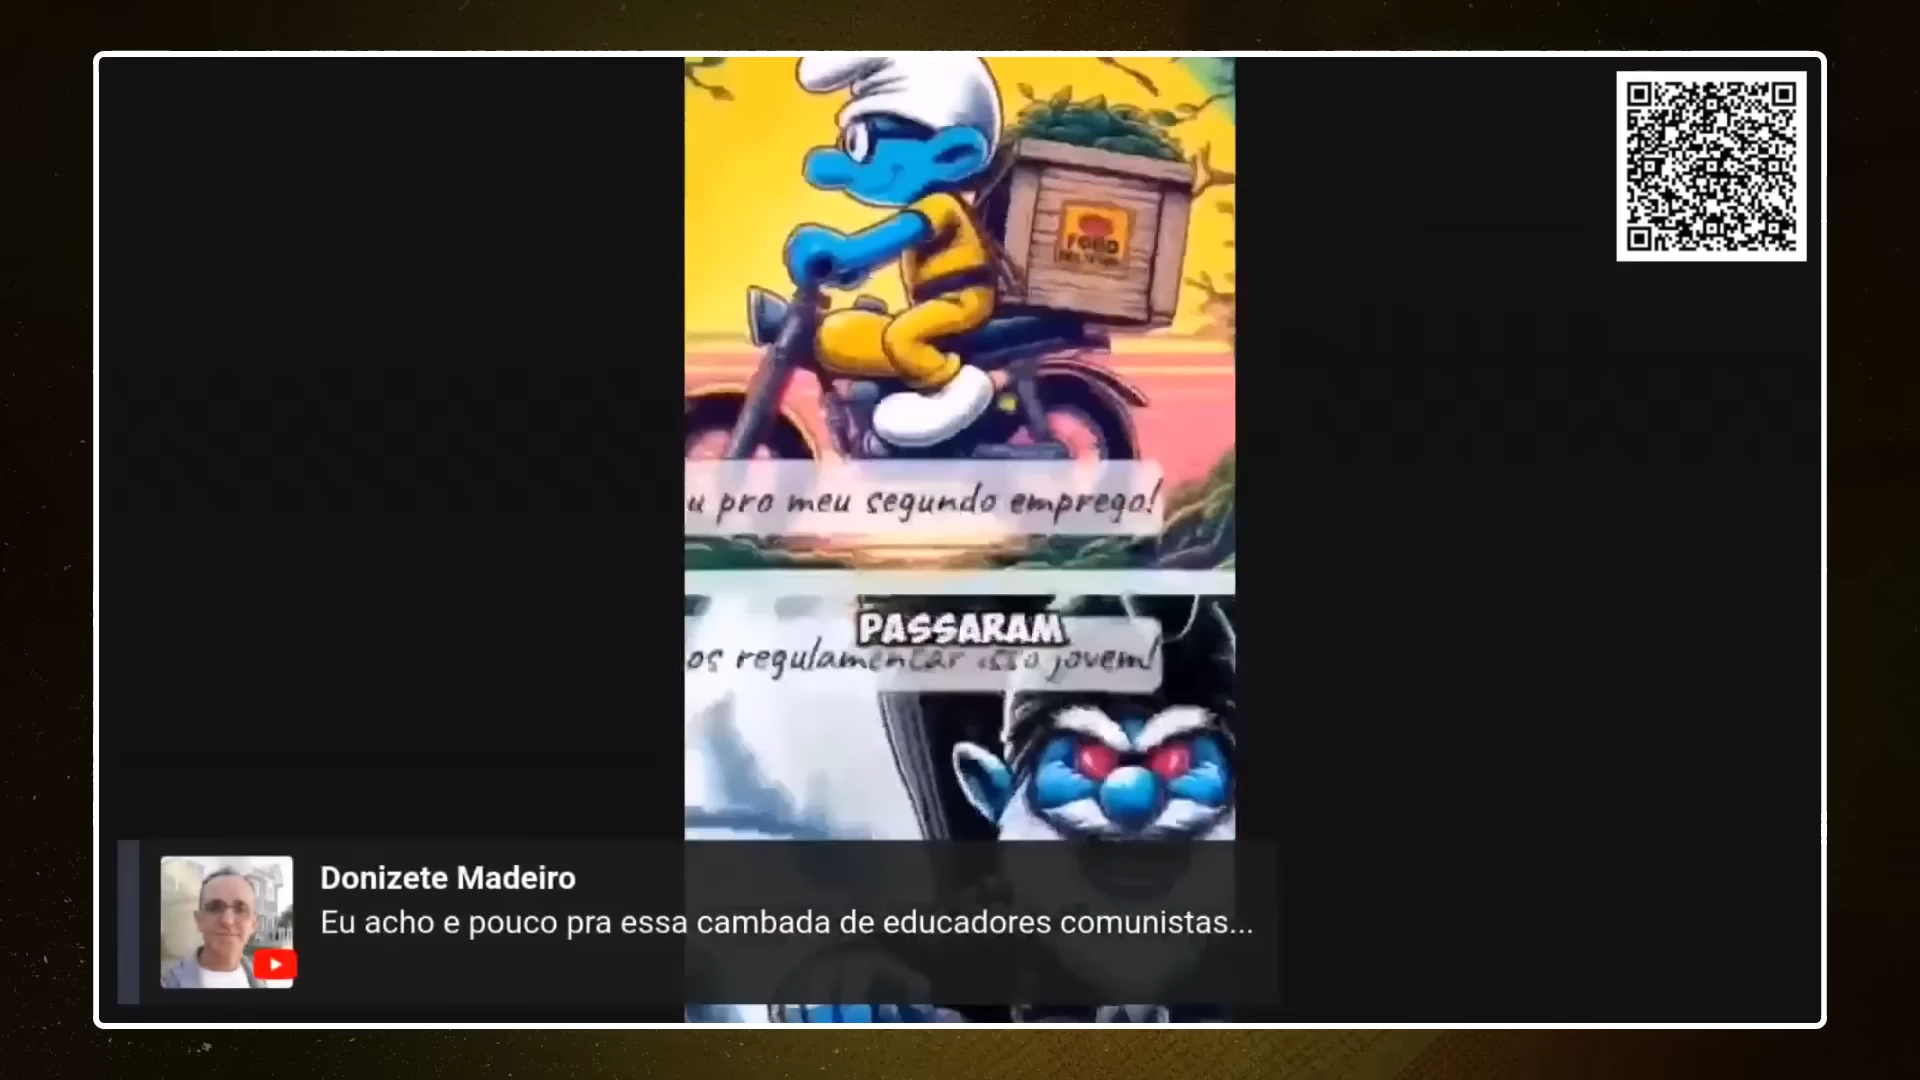 FOOD
u pro meu segundo emprego!
PASSARAM
os regulamentar isso jovem!
Donizete Madeiro
Eu acho e pouco pra essa cambada de educadores comunistas...